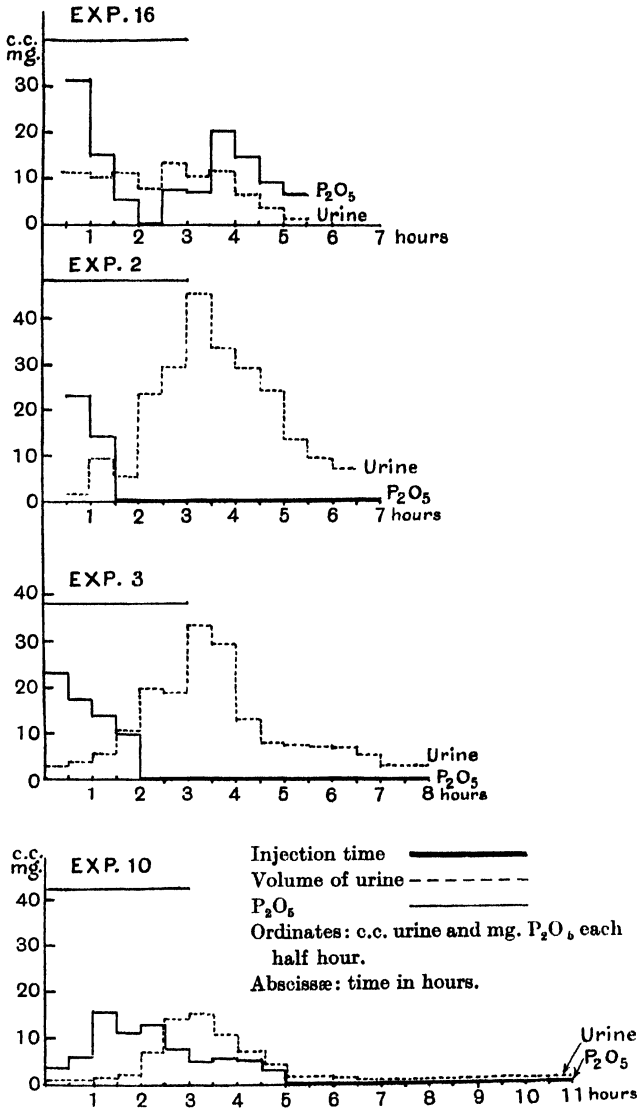 EXP. 16
c.c.
mg.
30
20
10
0
P₂O₅
Urine
1 2 3 4 5 6 7 hours
EXP. 2
40
30
20
10
0
Urine
P₂O₅
1 2 3 4 5 6 7 hours
EXP. 3
40
30
20
10
0
Urine
P₂O₅
1 2 3 4 5 6 7 8
hours
c.c.
mg.
EXP. 10
40
30
20
10
0
Injection time
Volume of urine
P₂O₅
Ordinates: c.c. urine and mg. P₂O₅ each
half hour.
Abscissæ: time in hours.
Urine
P₂O₅
1 2 3 4 5 6 7 8 9 10 11 hours